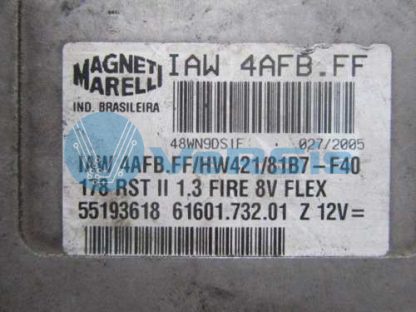 MAGNETI
MARELLI
IND. BRASILEIRA
IAW 4AFB.FF
48WN9DSIF 027/2005
IAW 4AFB.FF/HW421/81B7-F40
178 RST II 1.3 FIRE 8V FLEX
55193618 61601.732.01 Z 12V=